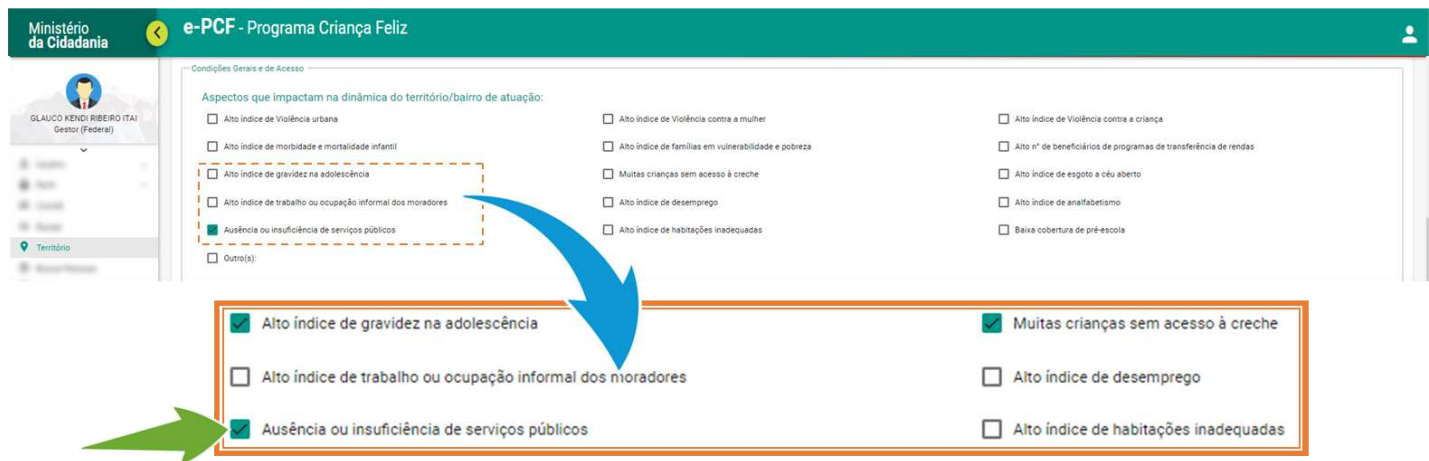 Ministério
da Cidadania
e-PCF - Programa Criança Feliz
GLAUCO KENDI RIBEIRO ITAI
Gestor (Federal)
Território
Condições Gerais e de Acesso
Aspectos que impactam na dinâmica do território/bairro de atuação:
Alto índice de Violência urbana
Alto índice de Violência contra a mulher
Alto índice de Violência contra a criança
Alto índice de morbidade e mortalidade infantil
Alto índice de famílias em vulnerabilidade e pobreza
Alto n° de beneficiários de programas de transferência de rendas
Alto índice de gravidez na adolescência
Muitas crianças sem acesso à creche
Alto índice de esgoto a céu aberto
Alto índice de trabalho ou ocupação informal dos moradores
Alto índice de desemprego
Alto índice de analfabetismo
Ausência ou insuficiência de serviços públicos
Alto índice de habitações inadequadas
Baixa cobertura de pré-escola
Outro(s):
Alto índice de gravidez na adolescência
Muitas crianças sem acesso à creche
Alto índice de trabalho ou ocupação informal dos moradores
Alto índice de desemprego
Ausência ou insuficiência de serviços públicos
Alto índice de habitações inadequadas